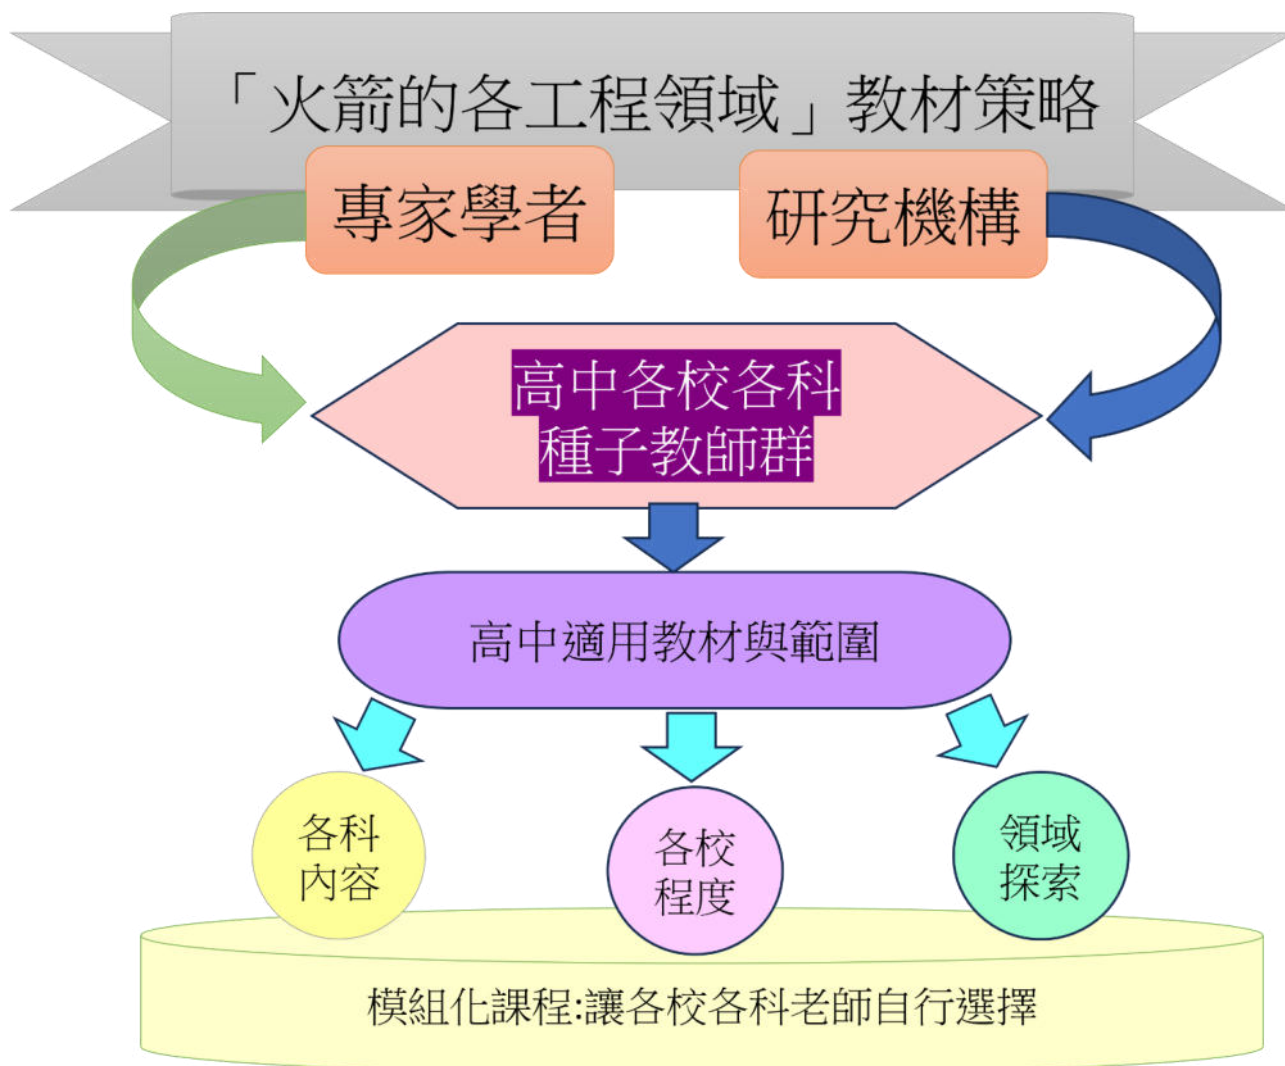 「火箭的各工程領域」教材策略
專家學者
研究機構
高中各校各科
種子教師群
高中適用教材與範圍
各科
內容
各校
程度
領域
探索
模組化課程:讓各校各科老師自行選擇